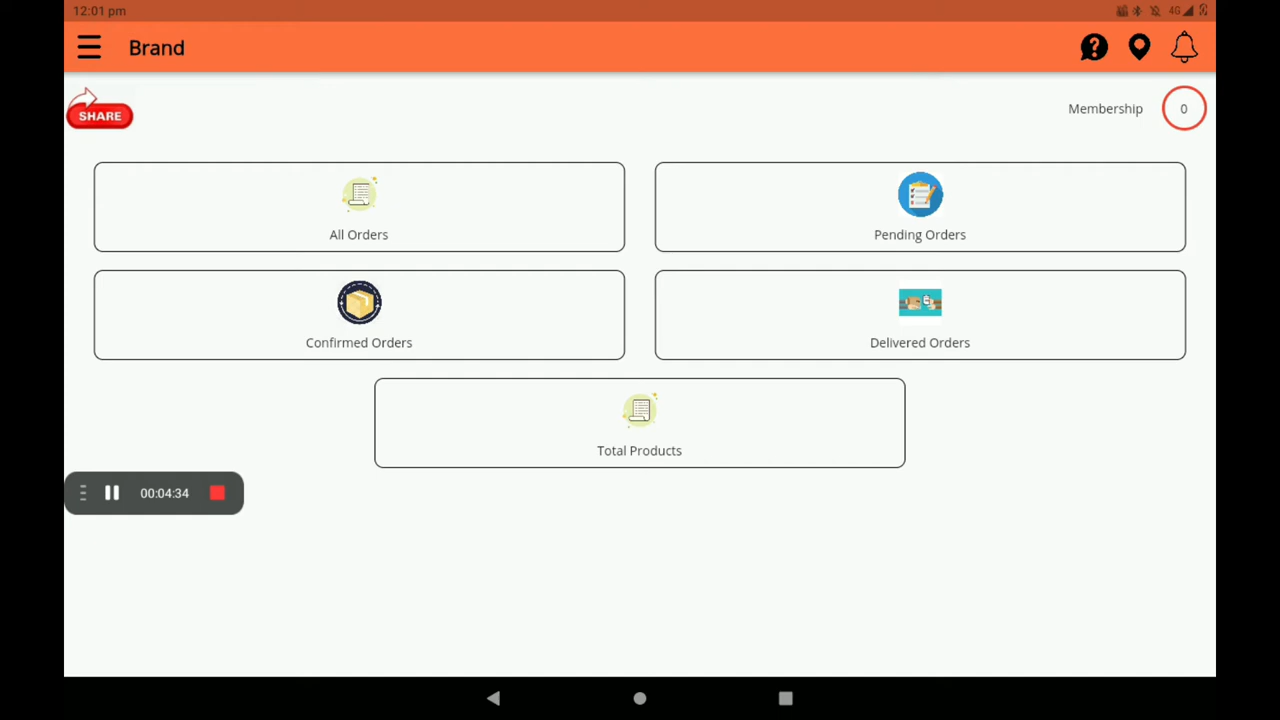 12:01 pm
4G
Brand
SHARE
Membership
0
All Orders
Pending Orders
Confirmed Orders
Delivered Orders
Total Products
00:04:34